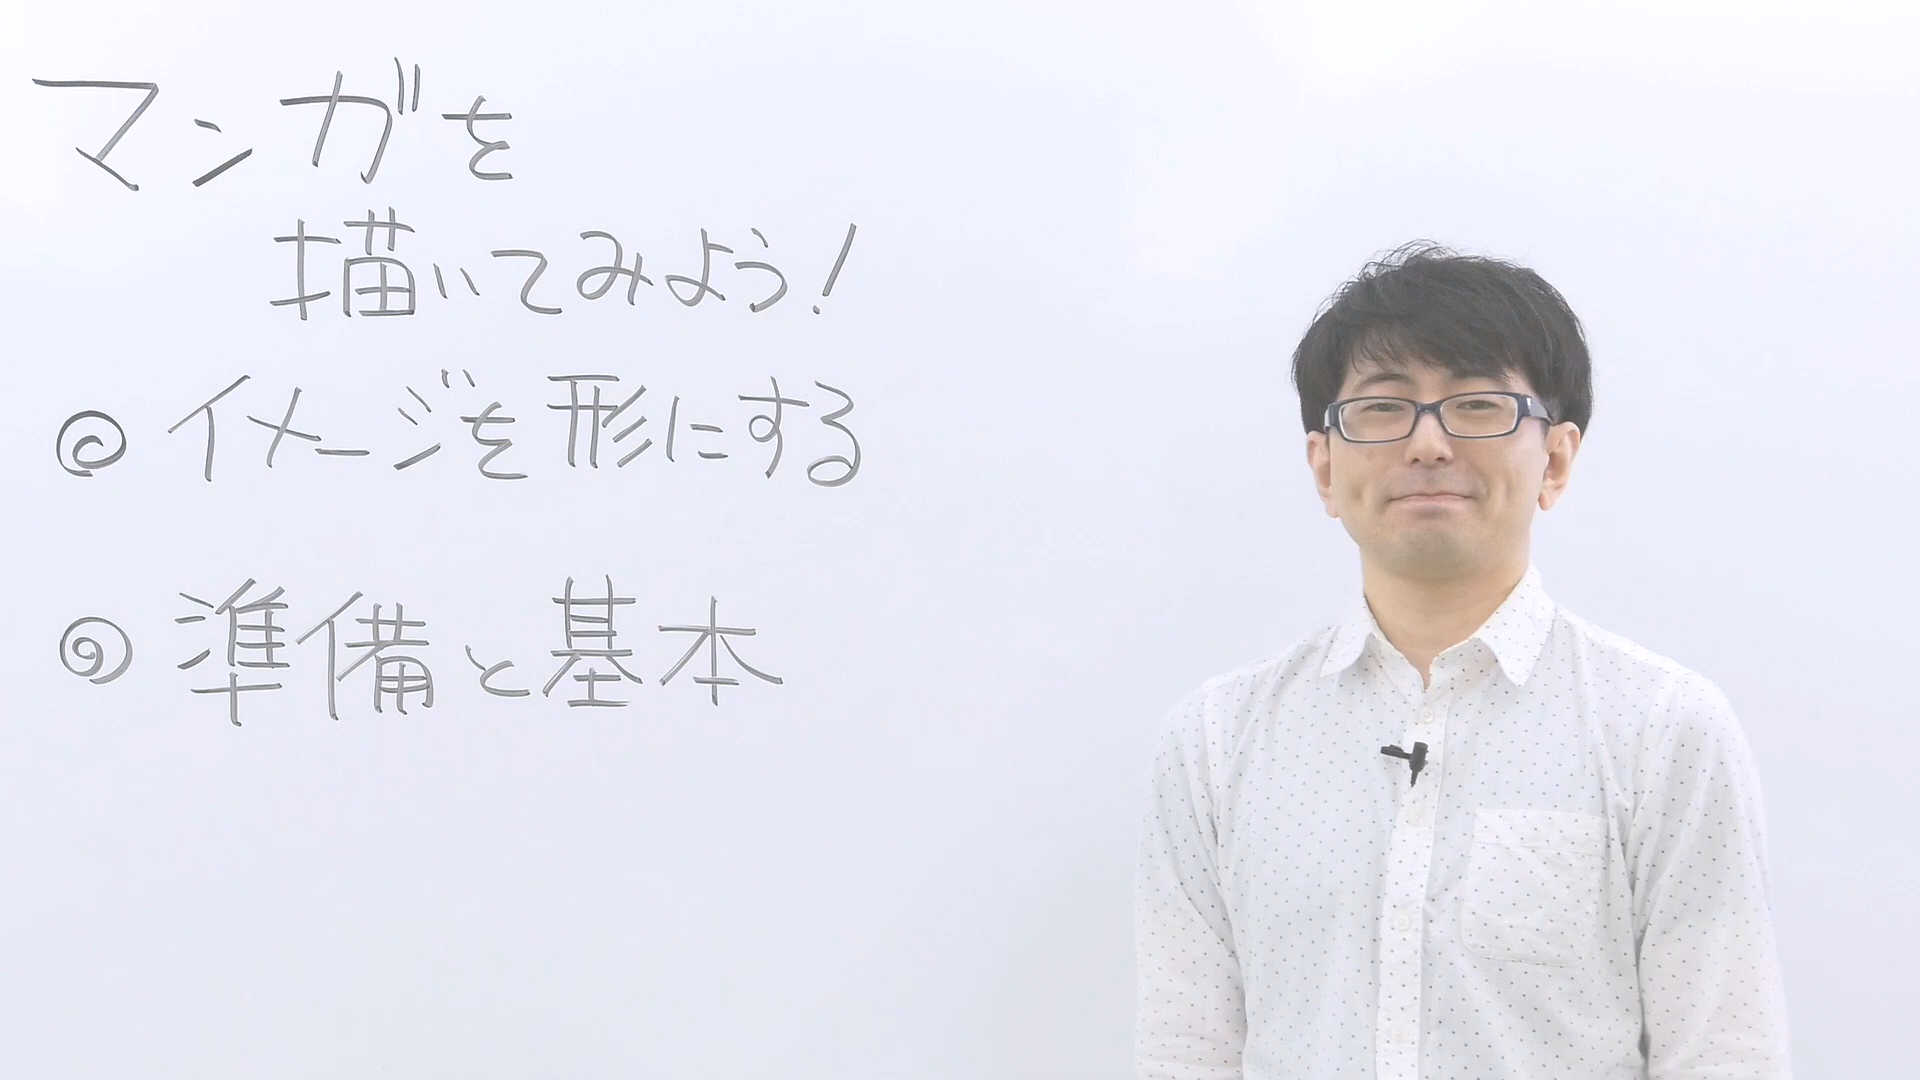 マンガを
描いてみよう!
◎ イメージを形にする
◎ 準備と基本